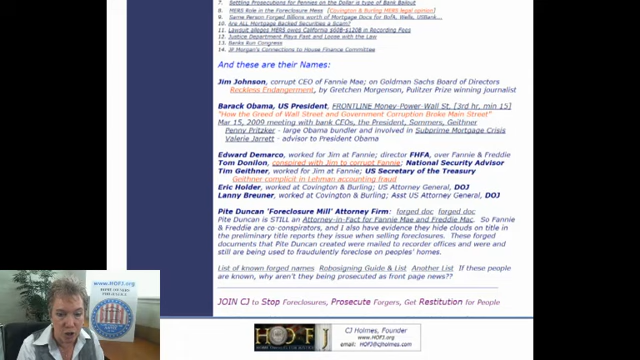 7. Settling Prosecutions for Pennies on the Dollar is type of Bank Bailout
8. MERS Role in the Foreclosure Mess [Covington & Burling MERS legal opinion]
9. Same Person Forged Billions worth of Mortgage Docs for BofA, Wells, USBank...
10. Are ALL Mortgage Backed Securities a Scam?
11. Lawsuit alleges MERS owes California $60B-$120B in Recording Fees
12. Justice Department Plays Fast and Loose with the Law
13. Banks Run Congress
14. JP Morgan's Connections to House Finance Committee
And these are their Names:
Jim Johnson, corrupt CEO of Fannie Mae; on Goldman Sachs Board of Directors
Reckless Endangerment, by Gretchen Morgenson, Pulitzer Prize winning journalist
Barack Obama, US President, FRONTLINE Money-Power-Wall St. [3rd hr, min 15]
"How the Greed of Wall Street and Government Corruption Broke Main Street"
Mar 15, 2009 meeting with bank CEOs, the President, Sommers, Geithner
Penny Pritzker - large Obama bundler and involved in Subprime Mortgage Crisis
Valerie Jarrett - advisor to President Obama
Edward Demarco, worked for Jim at Fannie; director FHFA, over Fannie & Freddie
Tom Donilon, conspired with Jim to corrupt Fannie; National Security Advisor
Tim Geithner, worked for Jim at Fannie; US Secretary of the Treasury
Geithner complicit in Lehman accounting fraud
Eric Holder, worked at Covington & Burling; US Attorney General, DOJ
Lanny Breuner, worked at Covington & Burling; Asst US Attorney General, DOJ
Pite Duncan 'Foreclosure Mill' Attorney Firm: forged doc forged doc
Pite Duncan is STILL an Attorney-in-Fact for Fannie Mae and Freddie Mac. So Fannie
& Freddie are co-conspirators, and I also have evidence they hide clouds on title in
the preliminary title reports they issue when selling foreclosures. These forged
documents that Pite Duncan created were mailed to recorder offices and were and
still are being used to fraudulently foreclose on peoples' homes.
List of known forged names Robosigning Guide & List Another List If these people
are known, why aren't they being prosecuted as front page news??
JOIN CJ to Stop Foreclosures, Prosecute Forgers, Get Restitution for People
HOFJ
CJ Holmes, Founder
www.HOFJ.org
email: HOFJ@cjholmes.com
www.HOFJ.org